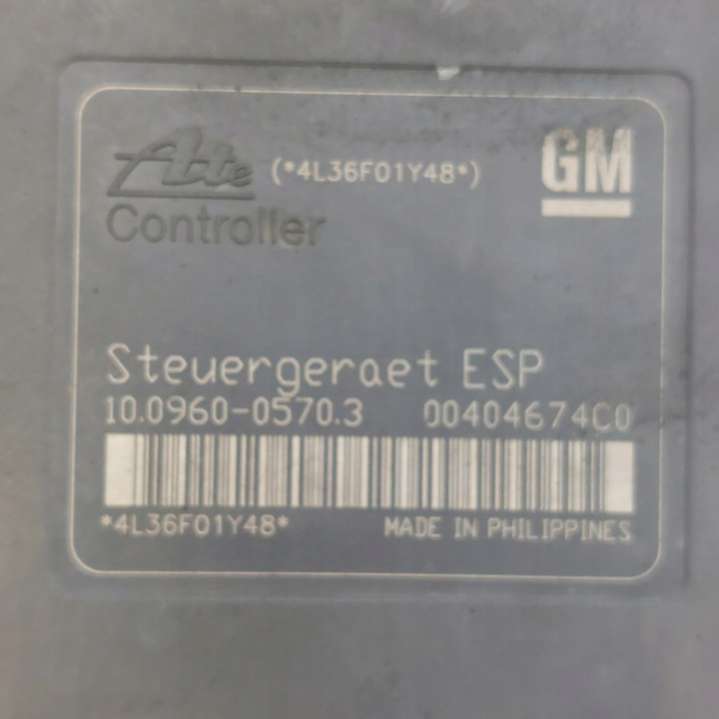 Ate (*4L36F01Y48*) GM
Controller
Steuergeraet ESP
10.0960-0570.3 00404674C0
*4L36F01Y48* MADE IN PHILIPPINES